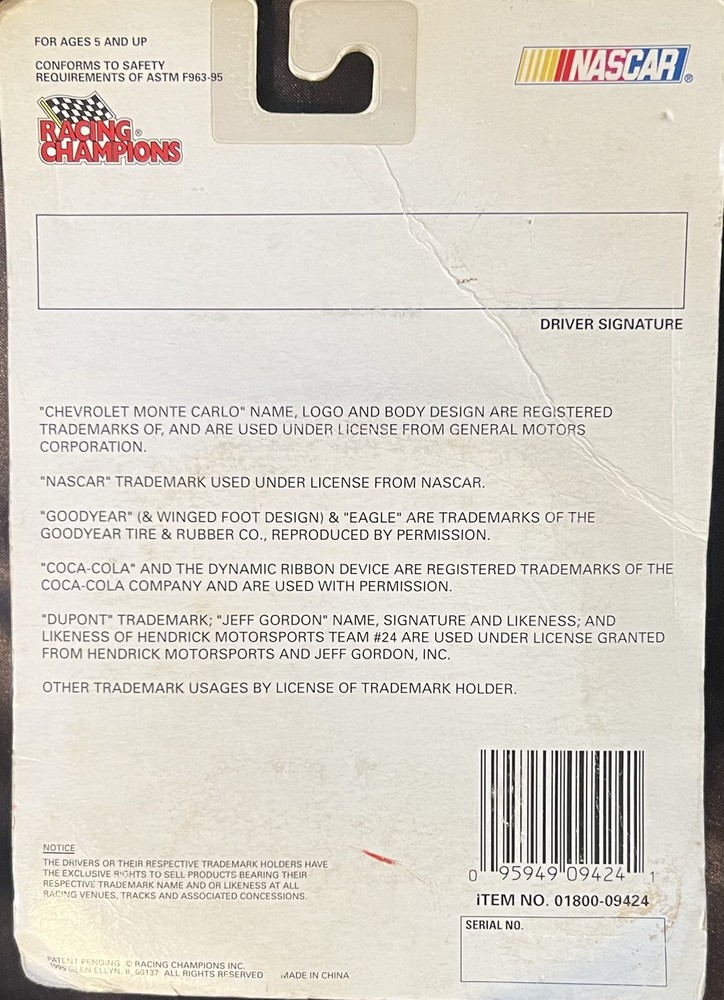 FOR AGES 5 AND UP
CONFORMS TO SAFETY
REQUIREMENTS OF ASTM F963-95
NASCAR®
RACING®
CHAMPIONS
DRIVER SIGNATURE
"CHEVROLET MONTE CARLO" NAME, LOGO AND BODY DESIGN ARE REGISTERED
TRADEMARKS OF, AND ARE USED UNDER LICENSE FROM GENERAL MOTORS
CORPORATION.
"NASCAR" TRADEMARK USED UNDER LICENSE FROM NASCAR.
"GOODYEAR" (& WINGED FOOT DESIGN) & "EAGLE" ARE TRADEMARKS OF THE
GOODYEAR TIRE & RUBBER CO., REPRODUCED BY PERMISSION.
"COCA-COLA" AND THE DYNAMIC RIBBON DEVICE ARE REGISTERED TRADEMARKS OF THE
COCA-COLA COMPANY AND ARE USED WITH PERMISSION.
"DUPONT" TRADEMARK; "JEFF GORDON" NAME, SIGNATURE AND LIKENESS; AND
LIKENESS OF HENDRICK MOTORSPORTS TEAM #24 ARE USED UNDER LICENSE GRANTED
FROM HENDRICK MOTORSPORTS AND JEFF GORDON, INC.
OTHER TRADEMARK USAGES BY LICENSE OF TRADEMARK HOLDER.
NOTICE
THE DRIVERS OR THEIR RESPECTIVE TRADEMARK HOLDERS HAVE
THE EXCLUSIVE RIGHTS TO SELL PRODUCTS BEARING THEIR
RESPECTIVE TRADEMARK NAME AND OR LIKENESS AT ALL
RACING VENUES, TRACKS AND ASSOCIATED CONCESSIONS.
0 95949 09424 1
ITEM NO. 01800-09424
SERIAL NO.
PATENT PENDING © RACING CHAMPIONS INC.
1995 GLEN ELLYN, IL 60137 ALL RIGHTS RESERVED MADE IN CHINA